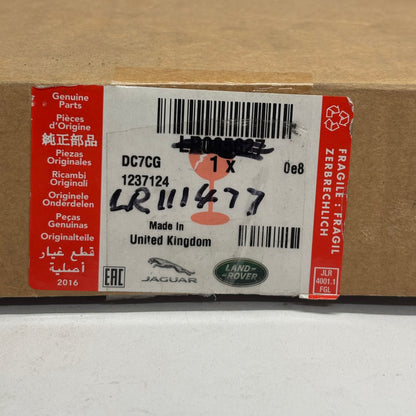 Genuine
Parts
Pièces
d'Origine
純正部品
Piezas
Originales
Ricambi
Originali
Originele
Onderdelen
Peças
Genuinas
Originalteile
قطع غيار
أصلية
2016
DC7CG
1237124
1 X
0e8
LR111477
Made In
United Kingdom
EAC
JAGUAR
LAND-
ROVER
FRAGILE : FRAGIL
ZERBRECHLICH
JLR
4001.1
FGL